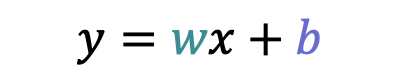 y = wx + b